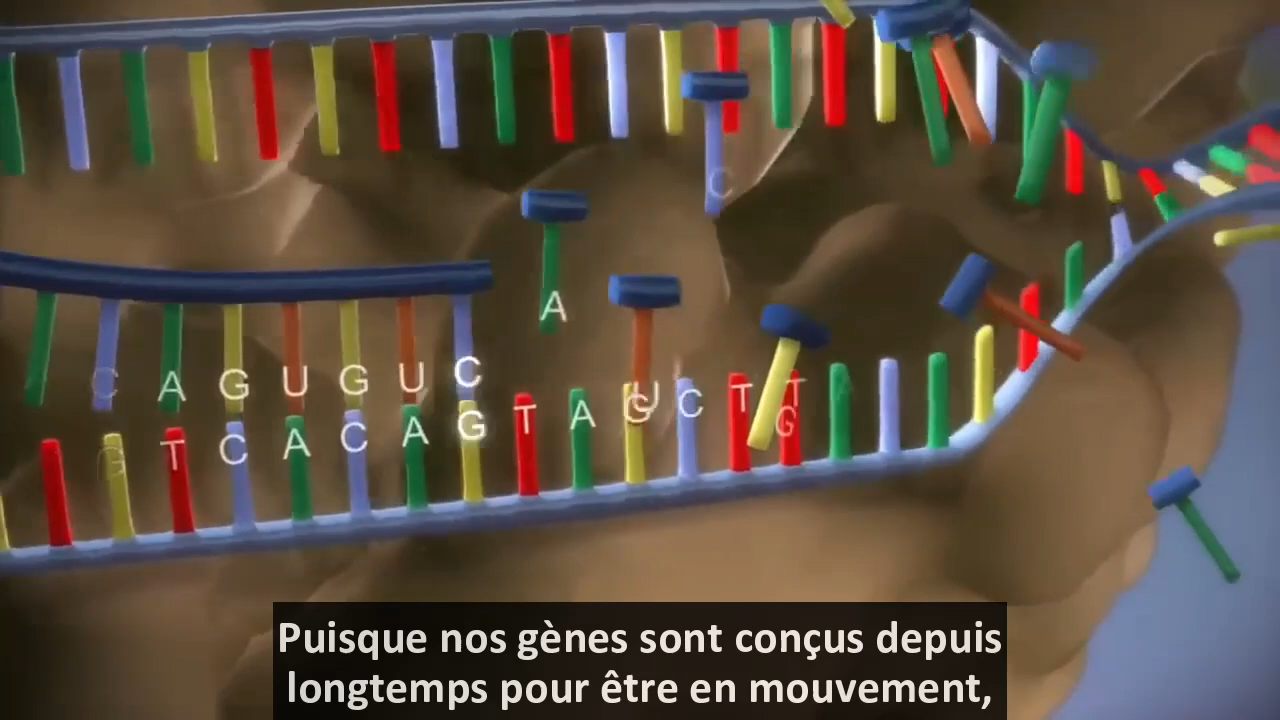 C
A
C A G U G U C
U
G T C A C A G T A G C T T
G
Puisque nos gènes sont conçus depuis
longtemps pour être en mouvement,